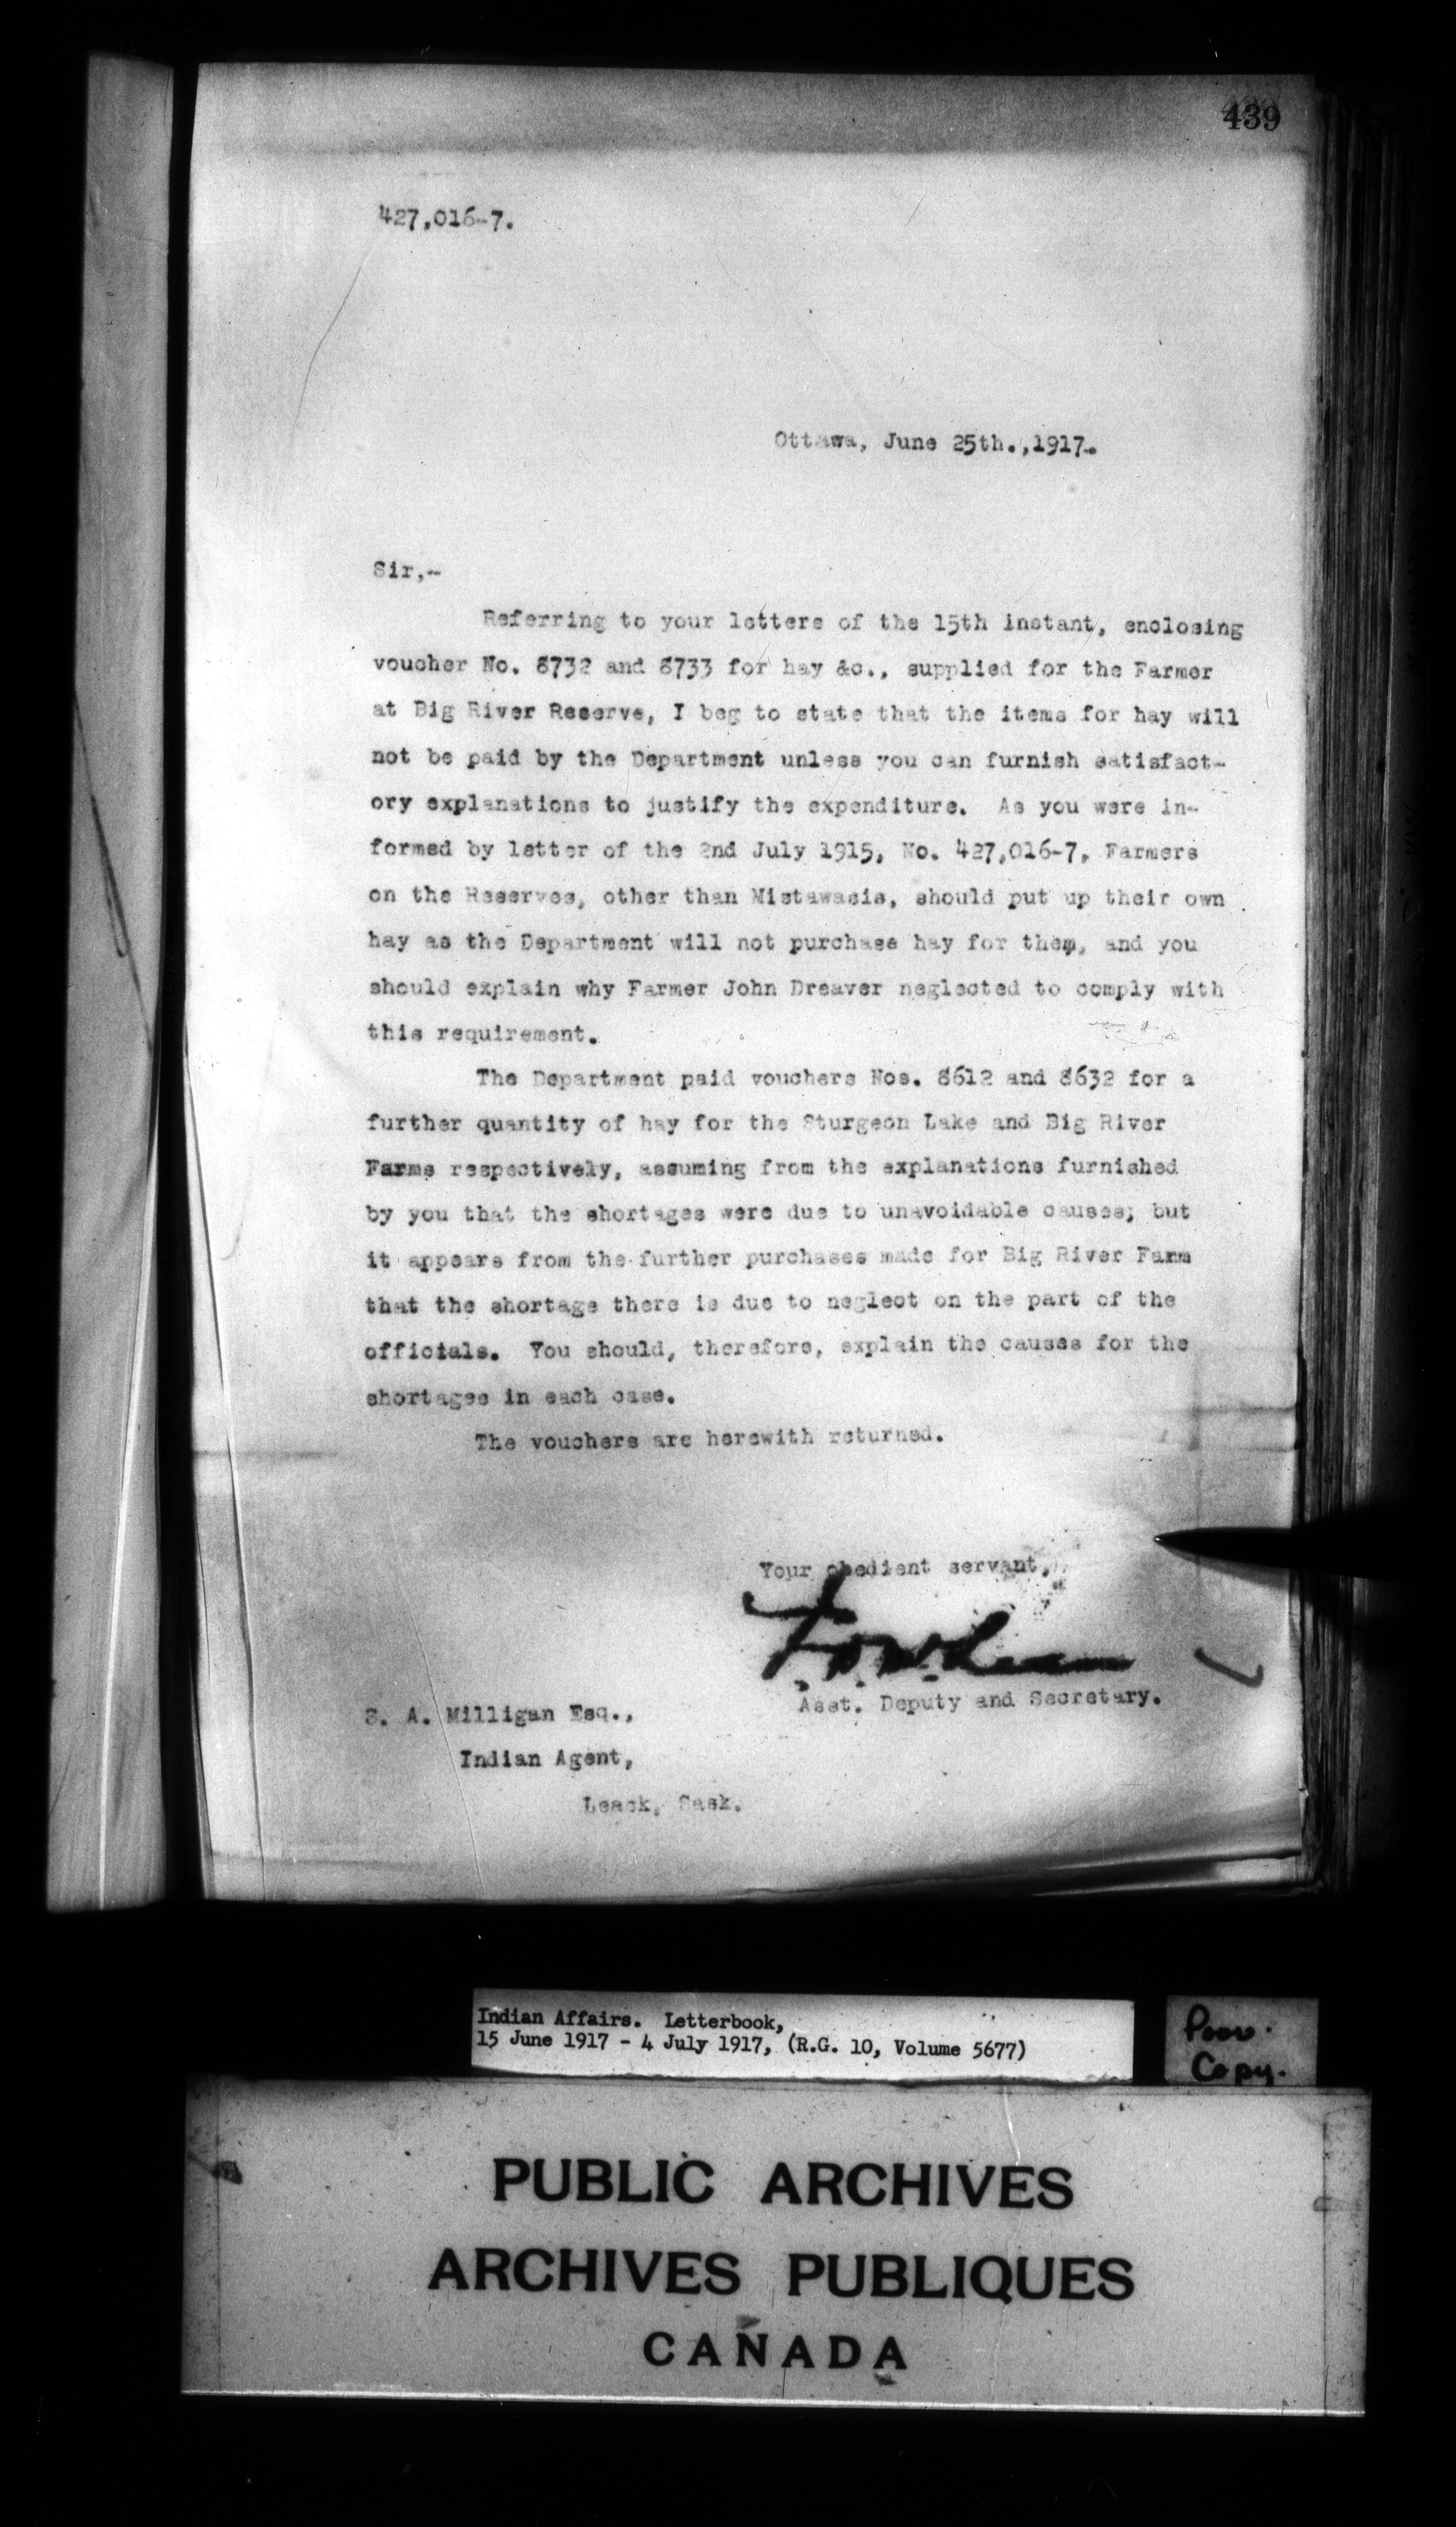 439
427,016-7.
Ottawa, June 25th.,1917.
Sir,-
Referring to your letters of the 15th instant, enclosing
voucher No. 8732 and 8733 for hay &c., supplied for the Farmer
at Big River Reserve, I beg to state that the items for hay will
not be paid by the Department unless you can furnish satisfact-
ory explanations to justify the expenditure. As you were in-
formed by letter of the 2nd July 1915, No. 427,016-7, Farmers
on the Reserves, other than Mistawasis, should put up their own
hay as the Department will not purchase hay for them, and you
should explain why Farmer John Dreaver neglected to comply with
this requirement.
The Department paid vouchers Nos. 8612 and 8632 for a
further quantity of hay for the Sturgeon Lake and Big River
Farms respectively, assuming from the explanations furnished
by you that the shortages were due to unavoidable causes; but
it appears from the further purchases made for Big River Farm
that the shortage there is due to neglect on the part of the
officials. You should, therefore, explain the causes for the
shortages in each case.
The vouchers are herewith returned.
Your obedient servant,
Asst. Deputy and Secretary.
S. A. Milligan Esq.,
Indian Agent,
Leack, Sask.
Indian Affairs. Letterbook,
15 June 1917 - 4 July 1917, (R.G. 10, Volume 5677)
Poor
Copy.
PUBLIC ARCHIVES
ARCHIVES PUBLIQUES
CANADA